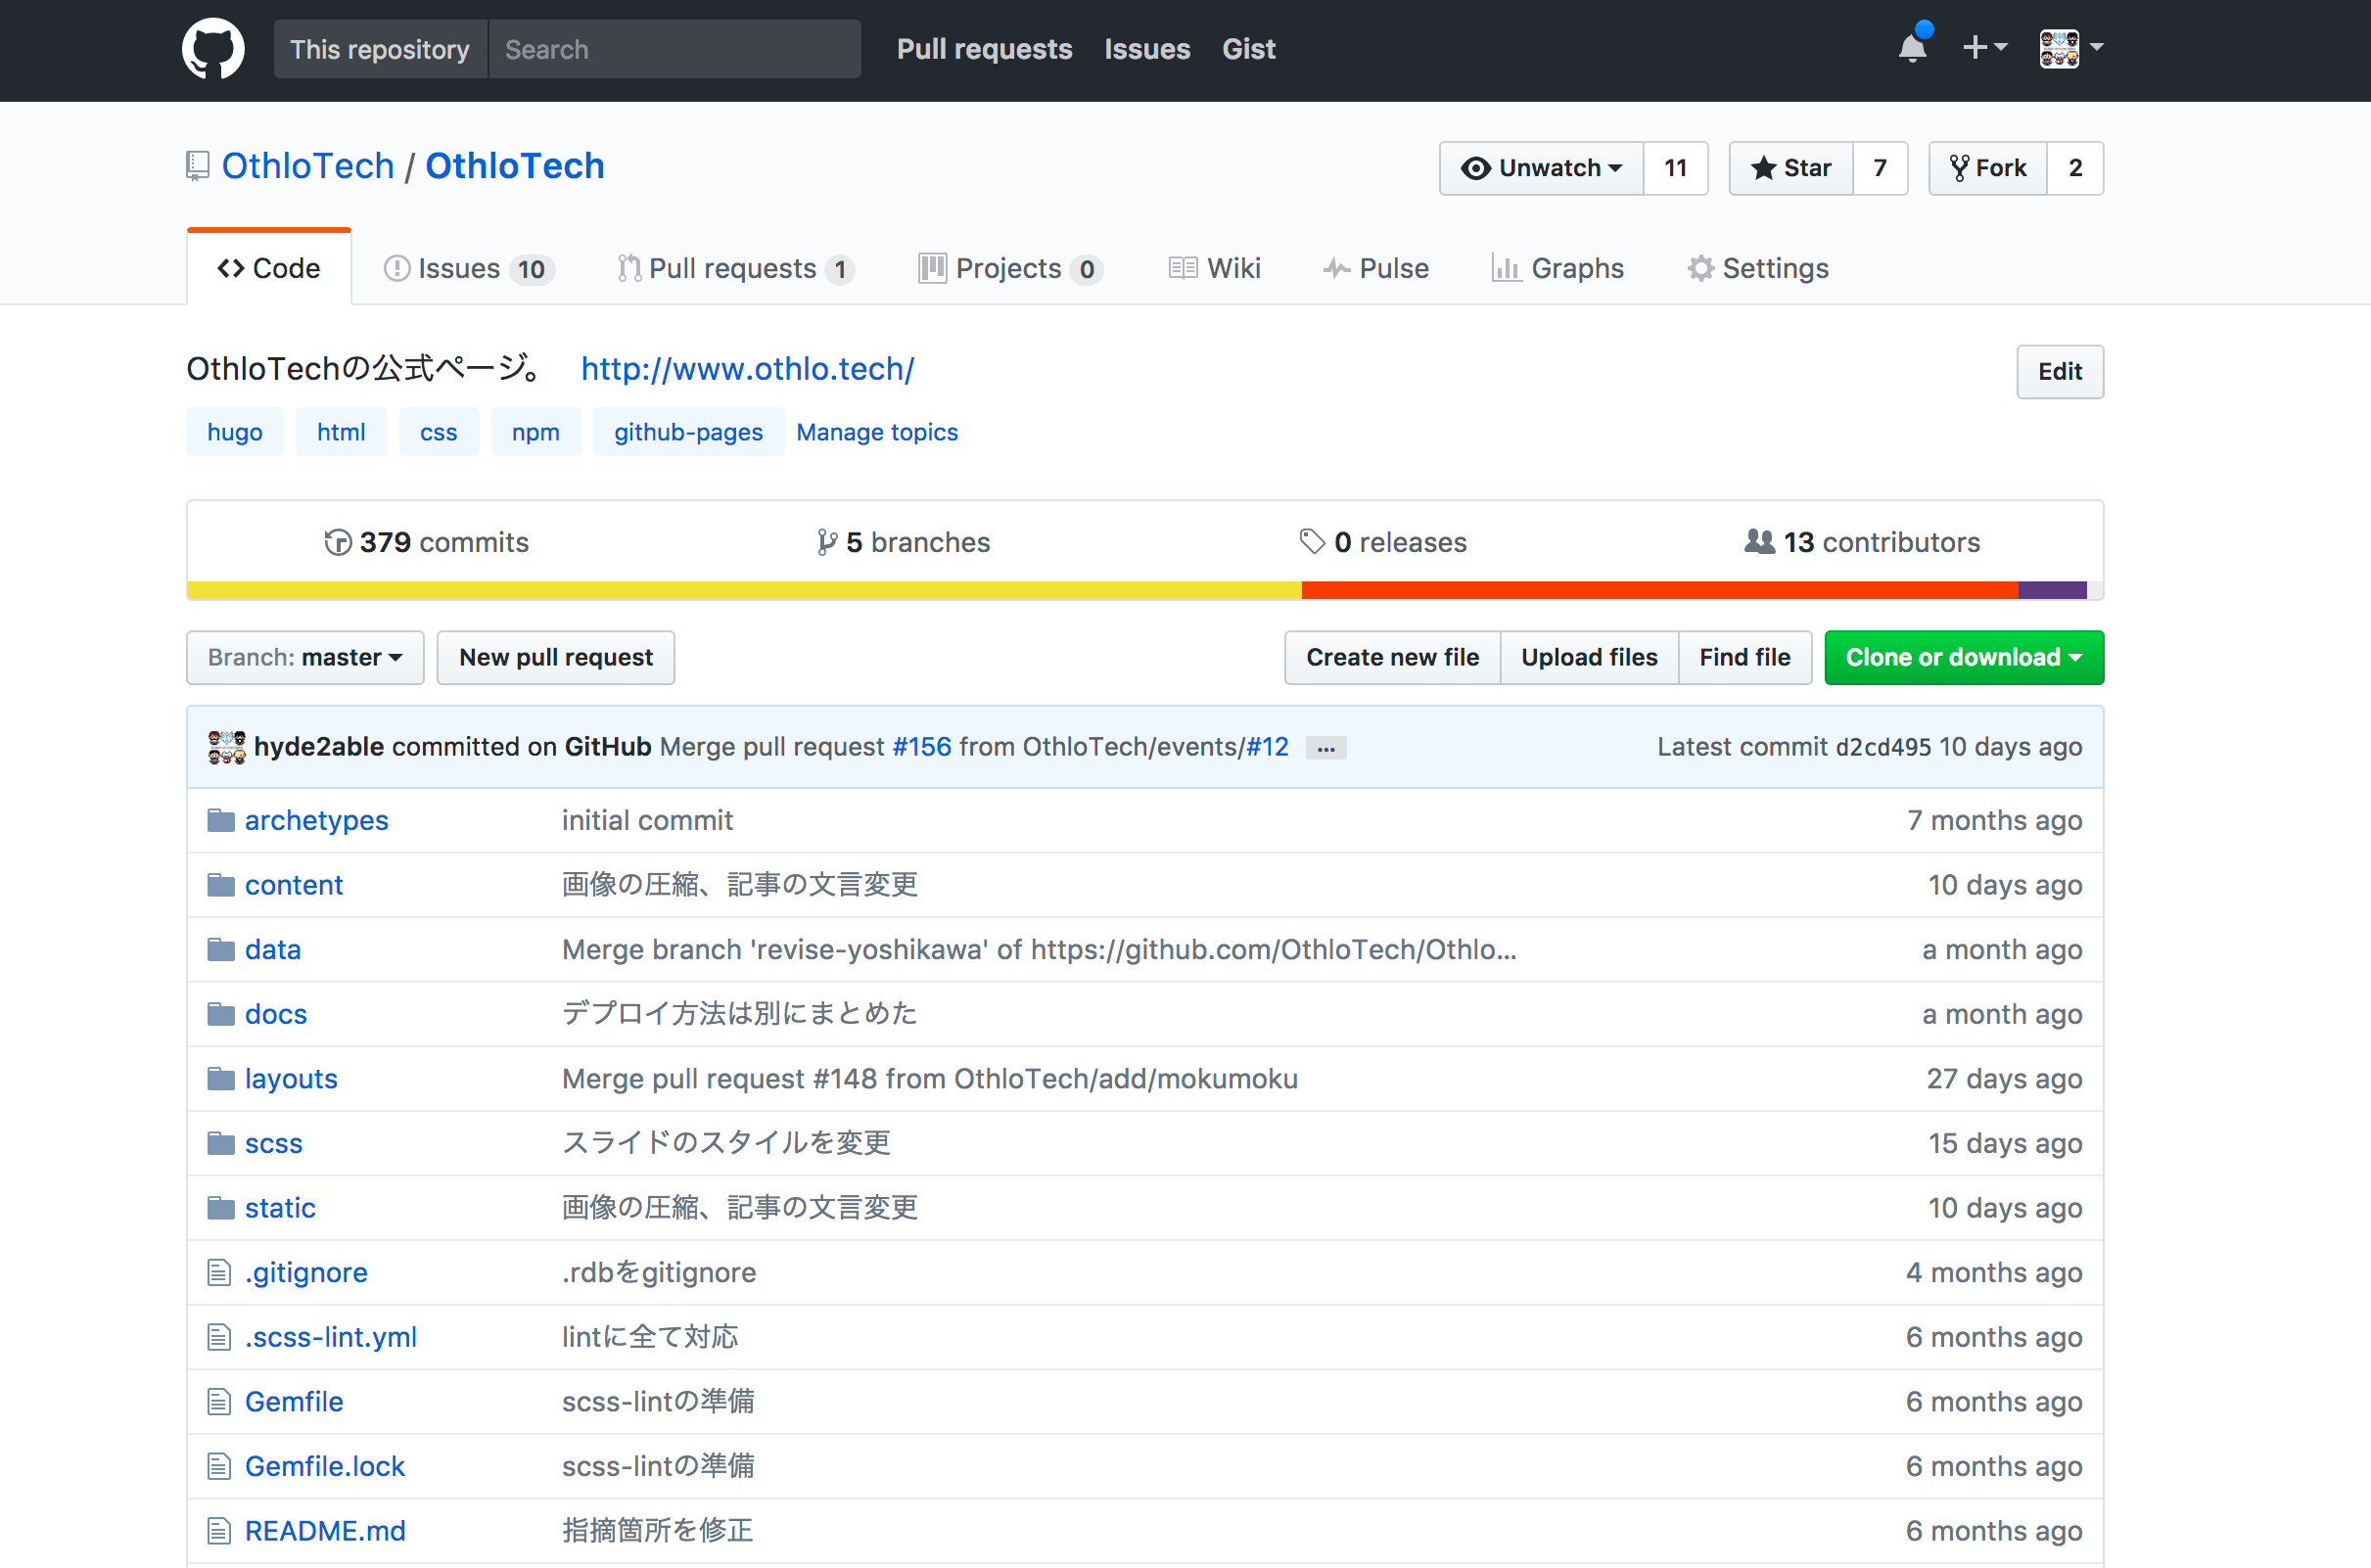 This repository Search Pull requests Issues Gist
OthloTech / OthloTech Unwatch 11 Star 7 Fork 2
Code Issues 10 Pull requests 1 Projects 0 Wiki Pulse Graphs Settings
OthloTechの公式ページ。 http://www.othlo.tech/ Edit
hugo html css npm github-pages Manage topics
379 commits 5 branches 0 releases 13 contributors
Branch: master New pull request Create new file Upload files Find file Clone or download
hyde2able committed on GitHub Merge pull request #156 from OthloTech/events/#12 ... Latest commit d2cd495 10 days ago
archetypes initial commit 7 months ago
content 画像の圧縮、記事の文言変更 10 days ago
data Merge branch 'revise-yoshikawa' of https://github.com/OthloTech/Othlo... a month ago
docs デプロイ方法は別にまとめた a month ago
layouts Merge pull request #148 from OthloTech/add/mokumoku 27 days ago
scss スライドのスタイルを変更 15 days ago
static 画像の圧縮、記事の文言変更 10 days ago
.gitignore .rdbをgitignore 4 months ago
.scss-lint.yml lintに全て対応 6 months ago
Gemfile scss-lintの準備 6 months ago
Gemfile.lock scss-lintの準備 6 months ago
README.md 指摘箇所を修正 6 months ago